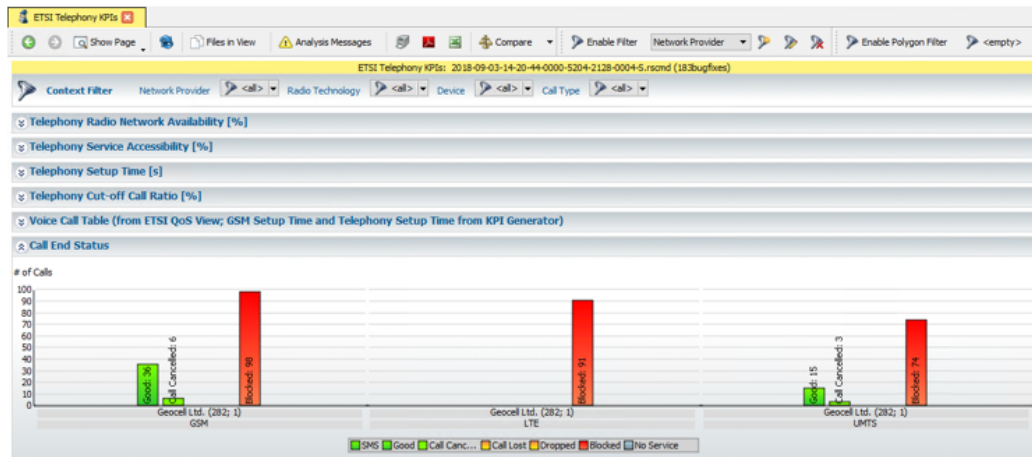 ETSI Telephony KPIs
Show Page Files in View Analysis Messages Compare Enable Filter Network Provider Enable Polygon Filter <empty>
ETSI Telephony KPIs: 2018-09-03-14-20-44-0000-5204-2128-0004-S.rscmd (183bugfixes)
Context Filter Network Provider <all> Radio Technology <all> Device <all> Call Type <all>
Telephony Radio Network Availability [%]
Telephony Service Accessibility [%]
Telephony Setup Time [s]
Telephony Cut-off Call Ratio [%]
Voice Call Table (from ETSI QoS View; GSM Setup Time and Telephony Setup Time from KPI Generator)
Call End Status
# of Calls
100
90
80
70
60
50
40
30
20
10
0
Good: 36
Call Cancelled: 6
Blocked: 98
Blocked: 91
Good: 15
Call Cancelled: 3
Blocked: 74
Geocell Ltd. (282; 1) Geocell Ltd. (282; 1) Geocell Ltd. (282; 1)
GSM LTE UMTS
SMS Good Call Canc... Call Lost Dropped Blocked No Service